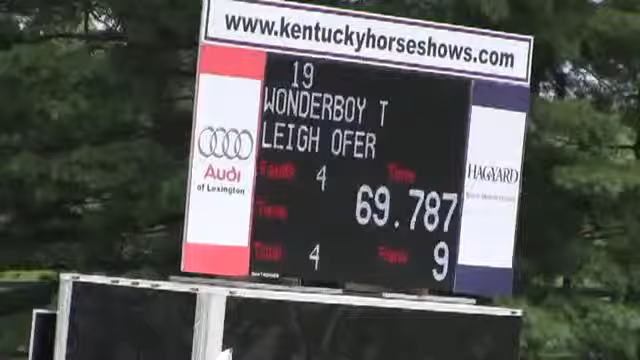 www.kentuckyhorseshows.com
19
WONDERBOY T
LEIGH OFER
Faults 4 Time
69.787
Time
Total 4 Rank 9
Audi
of Lexington
HAGYARD